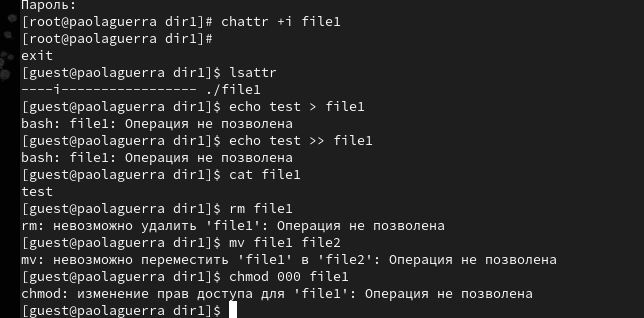 Пароль:
[root@paolaguerra dir1]# chattr +i file1
[root@paolaguerra dir1]#
exit
[guest@paolaguerra dir1]$ lsattr
----i----------------- ./file1
[guest@paolaguerra dir1]$ echo test > file1
bash: file1: Операция не позволена
[guest@paolaguerra dir1]$ echo test >> file1
bash: file1: Операция не позволена
[guest@paolaguerra dir1]$ cat file1
test
[guest@paolaguerra dir1]$ rm file1
rm: невозможно удалить 'file1': Операция не позволена
[guest@paolaguerra dir1]$ mv file1 file2
mv: невозможно переместить 'file1' в 'file2': Операция не позволена
[guest@paolaguerra dir1]$ chmod 000 file1
chmod: изменение прав доступа для 'file1': Операция не позволена
[guest@paolaguerra dir1]$